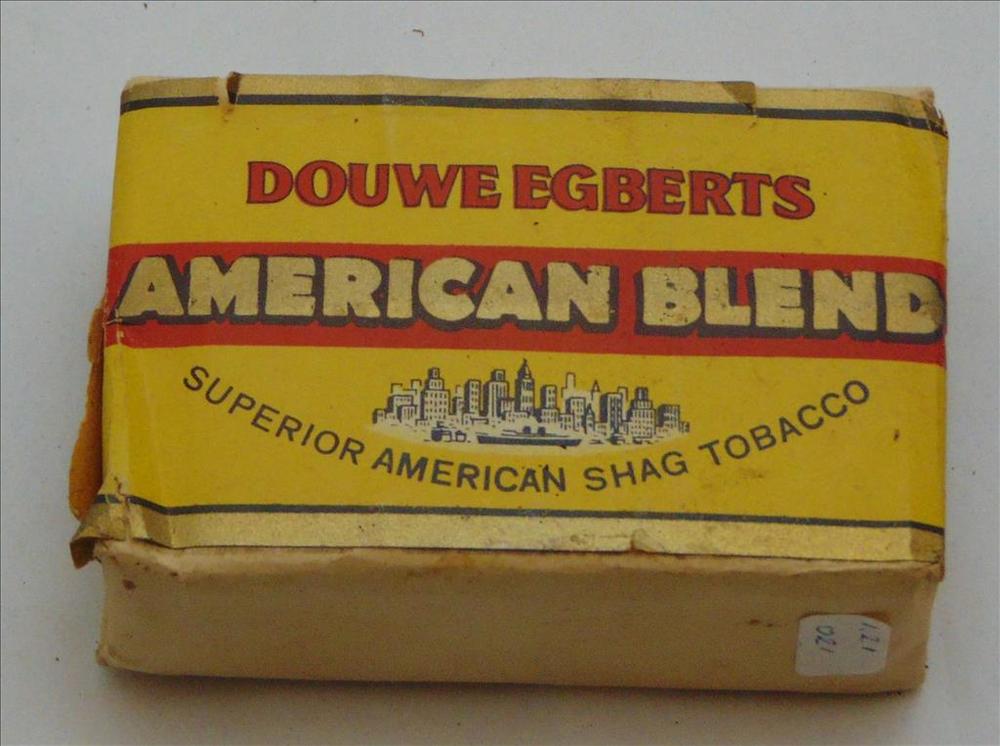 DOUWE EGBERTS
AMERICAN BLEND
SUPERIOR AMERICAN SHAG TOBACCO